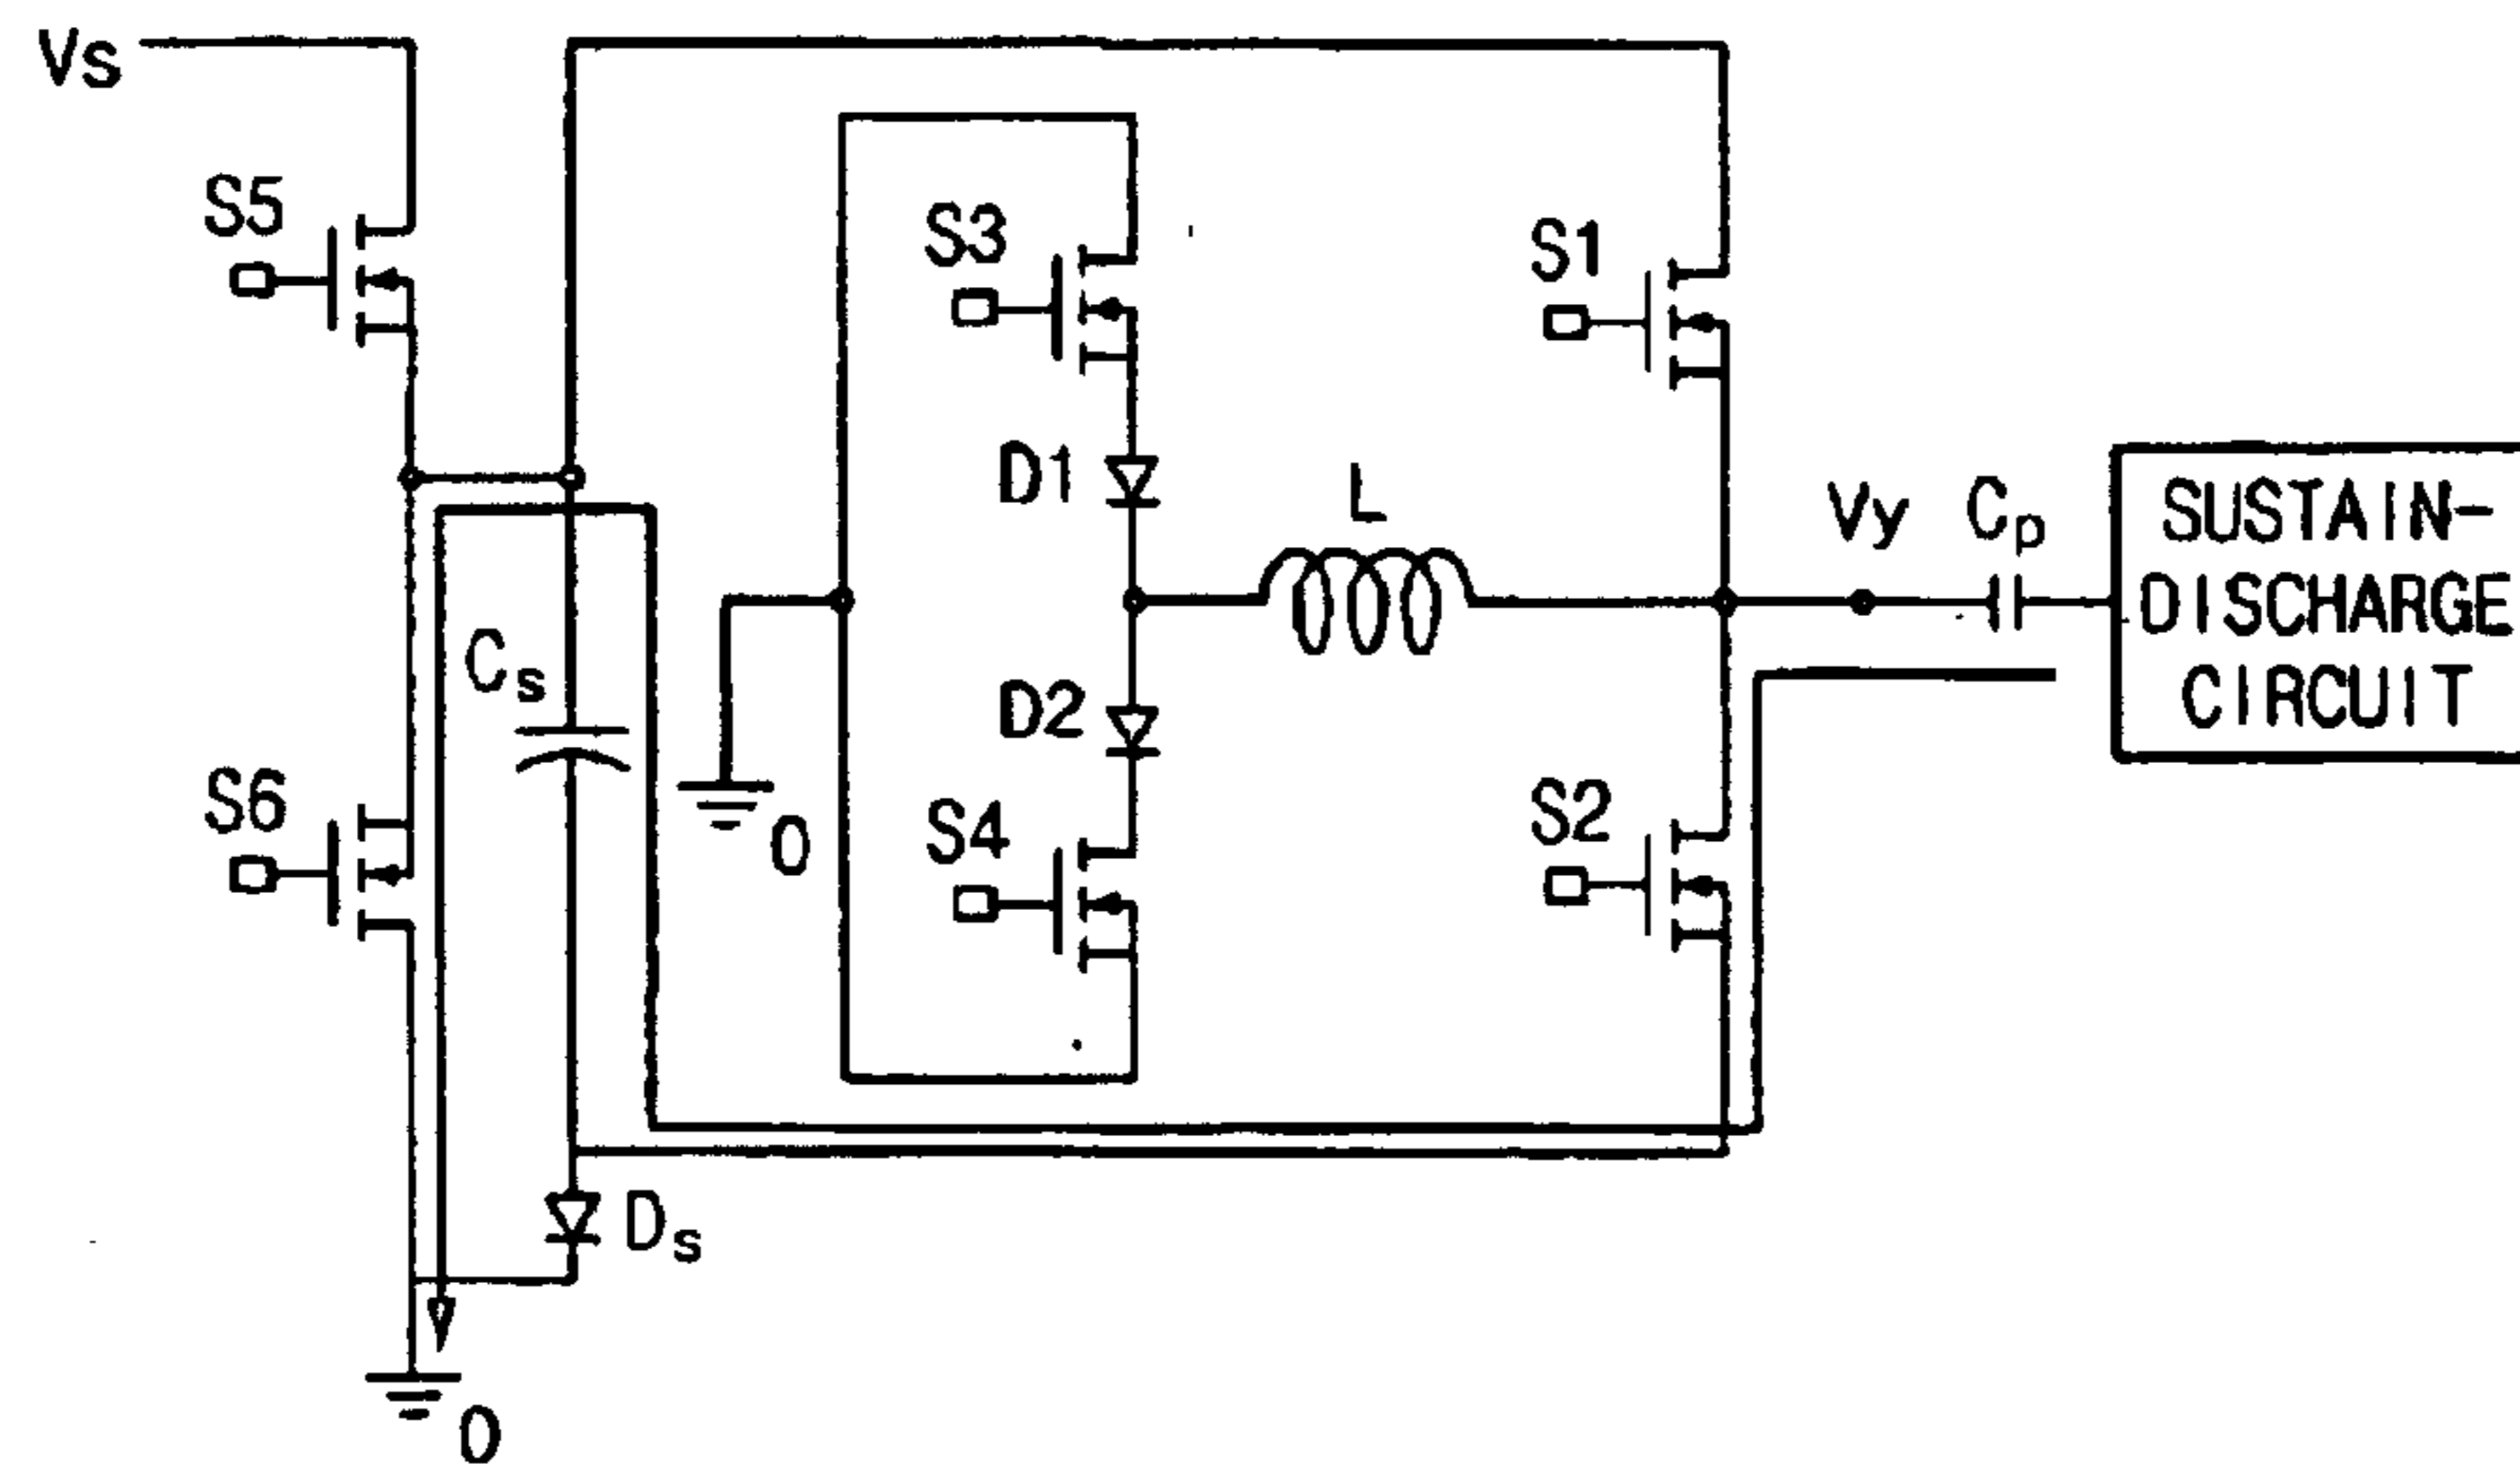 Vs
S5
S3
S1
D1
L
Vy
Cp
SUSTAIN-
DISCHARGE
CIRCUIT
Cs
D2
S6
S4
S2
0
Ds
0